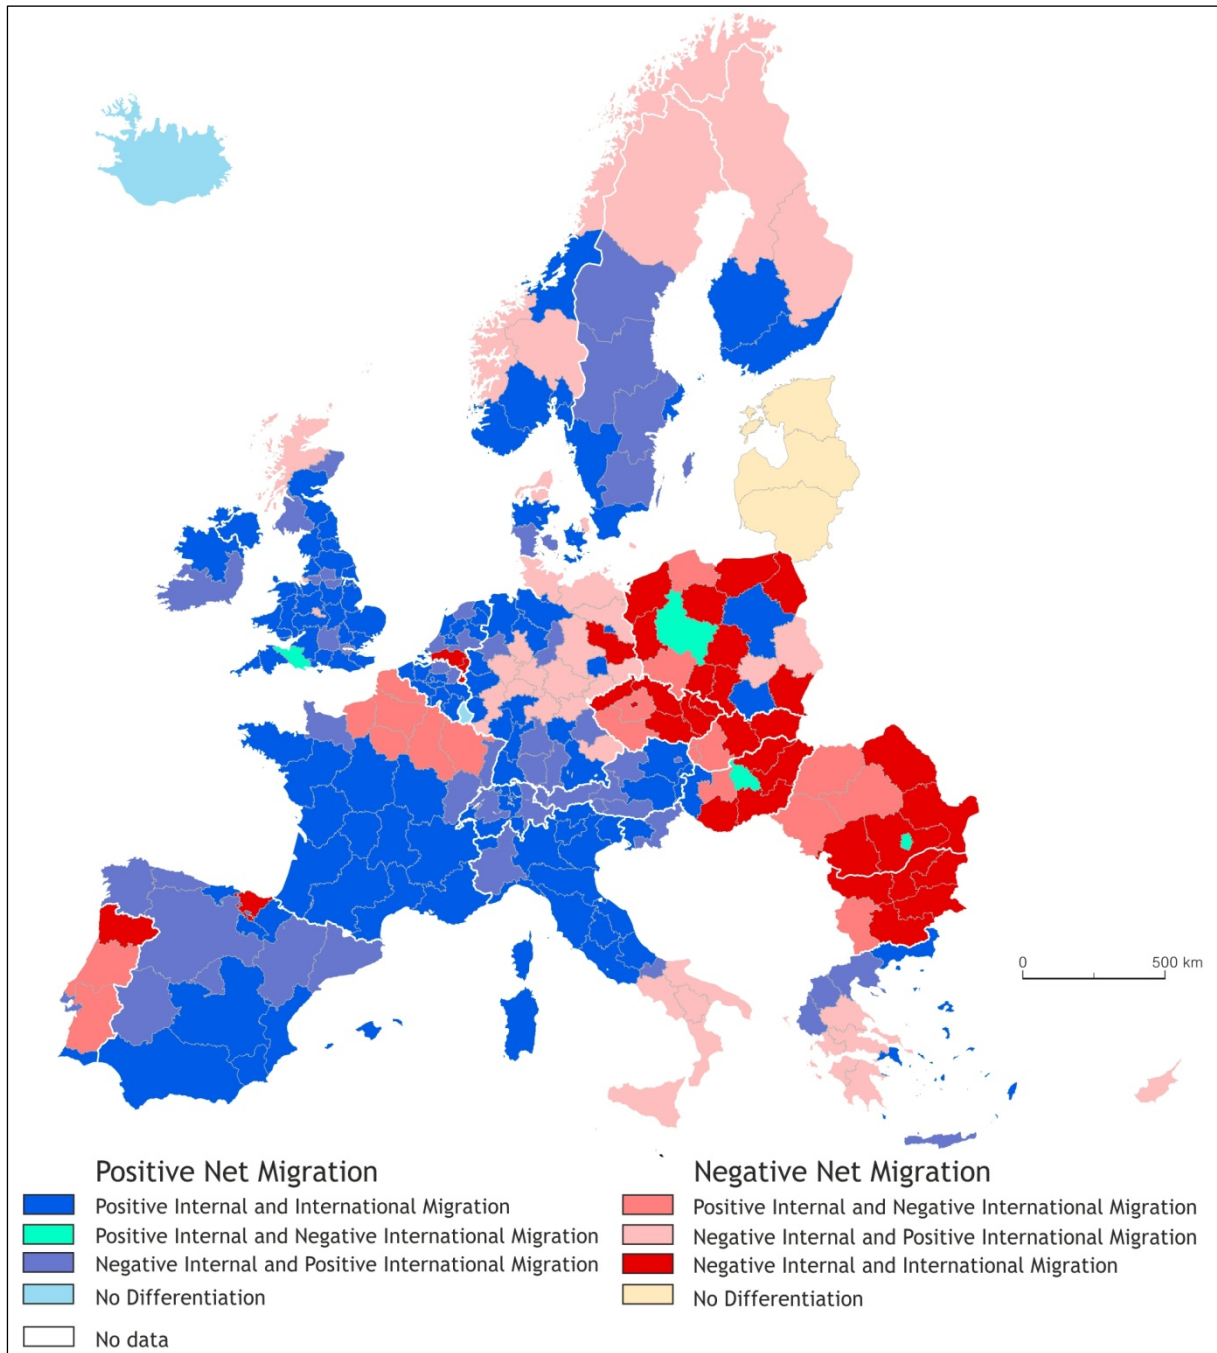 0 500 km
Positive Net Migration
Positive Internal and International Migration
Positive Internal and Negative International Migration
Negative Internal and Positive International Migration
No Differentiation
No data
Negative Net Migration
Positive Internal and Negative International Migration
Negative Internal and Positive International Migration
Negative Internal and International Migration
No Differentiation